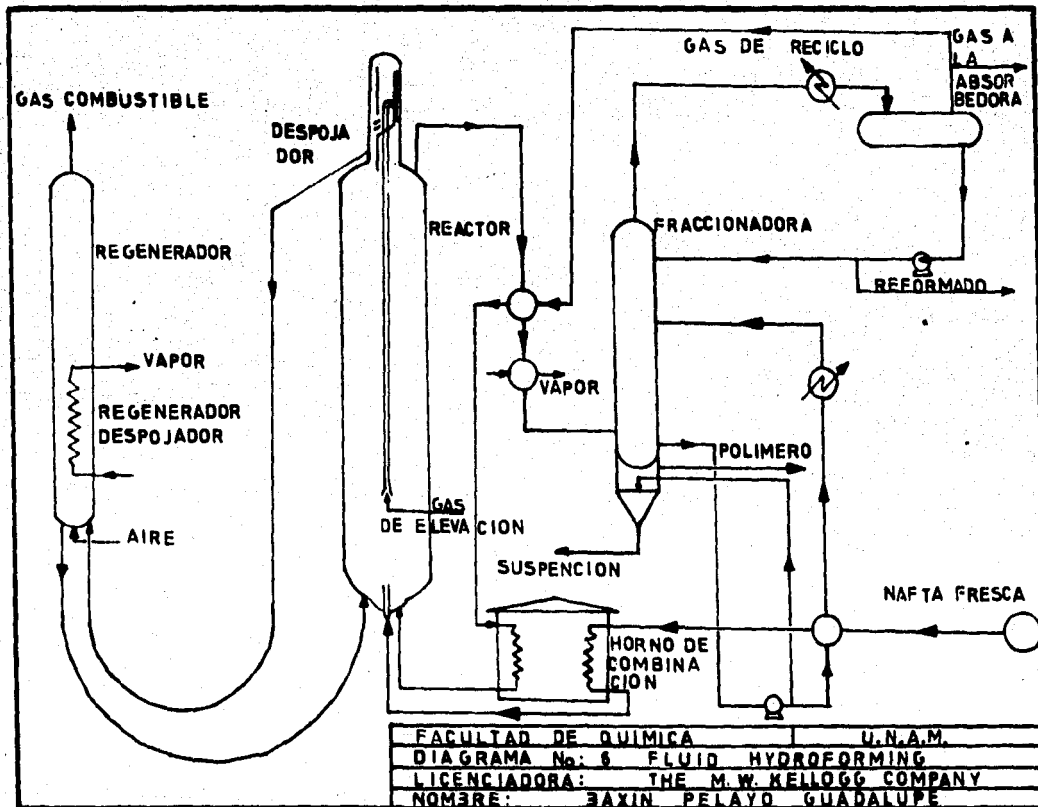 GAS DE RECICLO
GAS A
LA
ABSOR
BEDORA
GAS COMBUSTIBLE
DESPOJA
DOR
REGENERADOR
REACTOR
FRACCIONADORA
REFORMADO
VAPOR
VAPOR
REGENERADOR
DESPOJADOR
POLIMERO
GAS
DE ELEVACION
AIRE
SUSPENCION
NAFTA FRESCA
HORNO DE
COMBINA
CION
FACULTAD DE QUIMICA U.N.A.M.
DIAGRAMA No: 6 FLUID HYDROFORMING
LICENCIADORA: THE M.W. KELLOGG COMPANY
NOMBRE: BAXIN PELAYO GUADALUPE